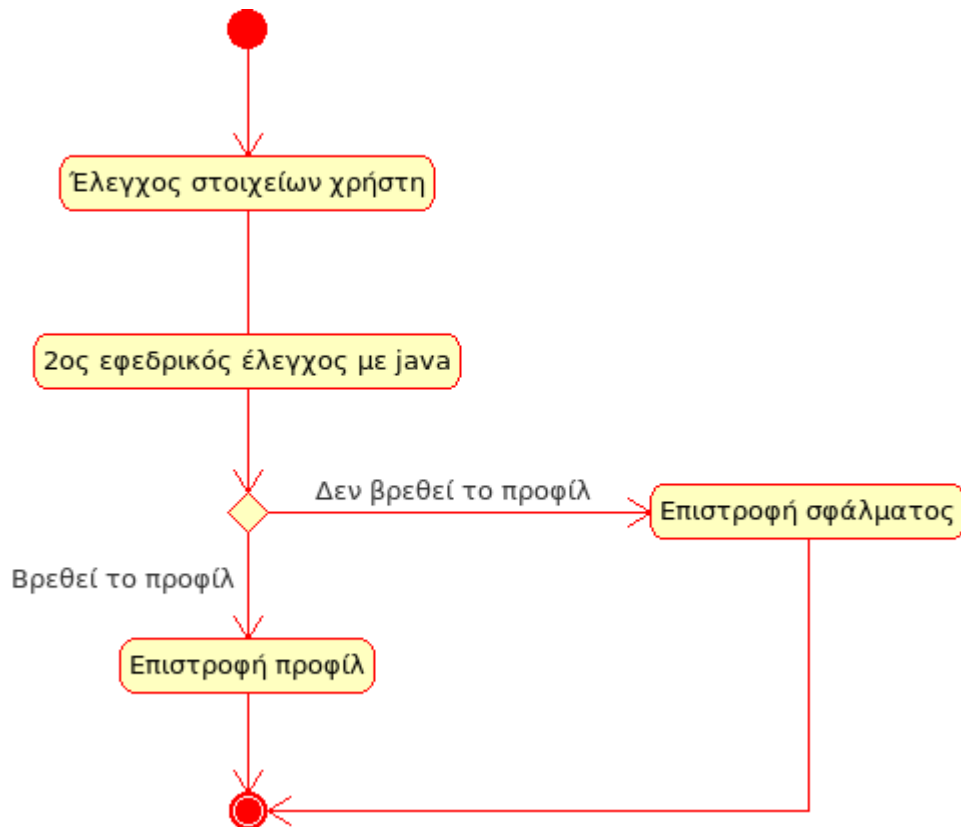 Έλεγχος στοιχείων χρήστη
2ος εφεδρικός έλεγχος με java
Δεν βρεθεί το προφίλ
Επιστροφή σφάλματος
Βρεθεί το προφίλ
Επιστροφή προφίλ